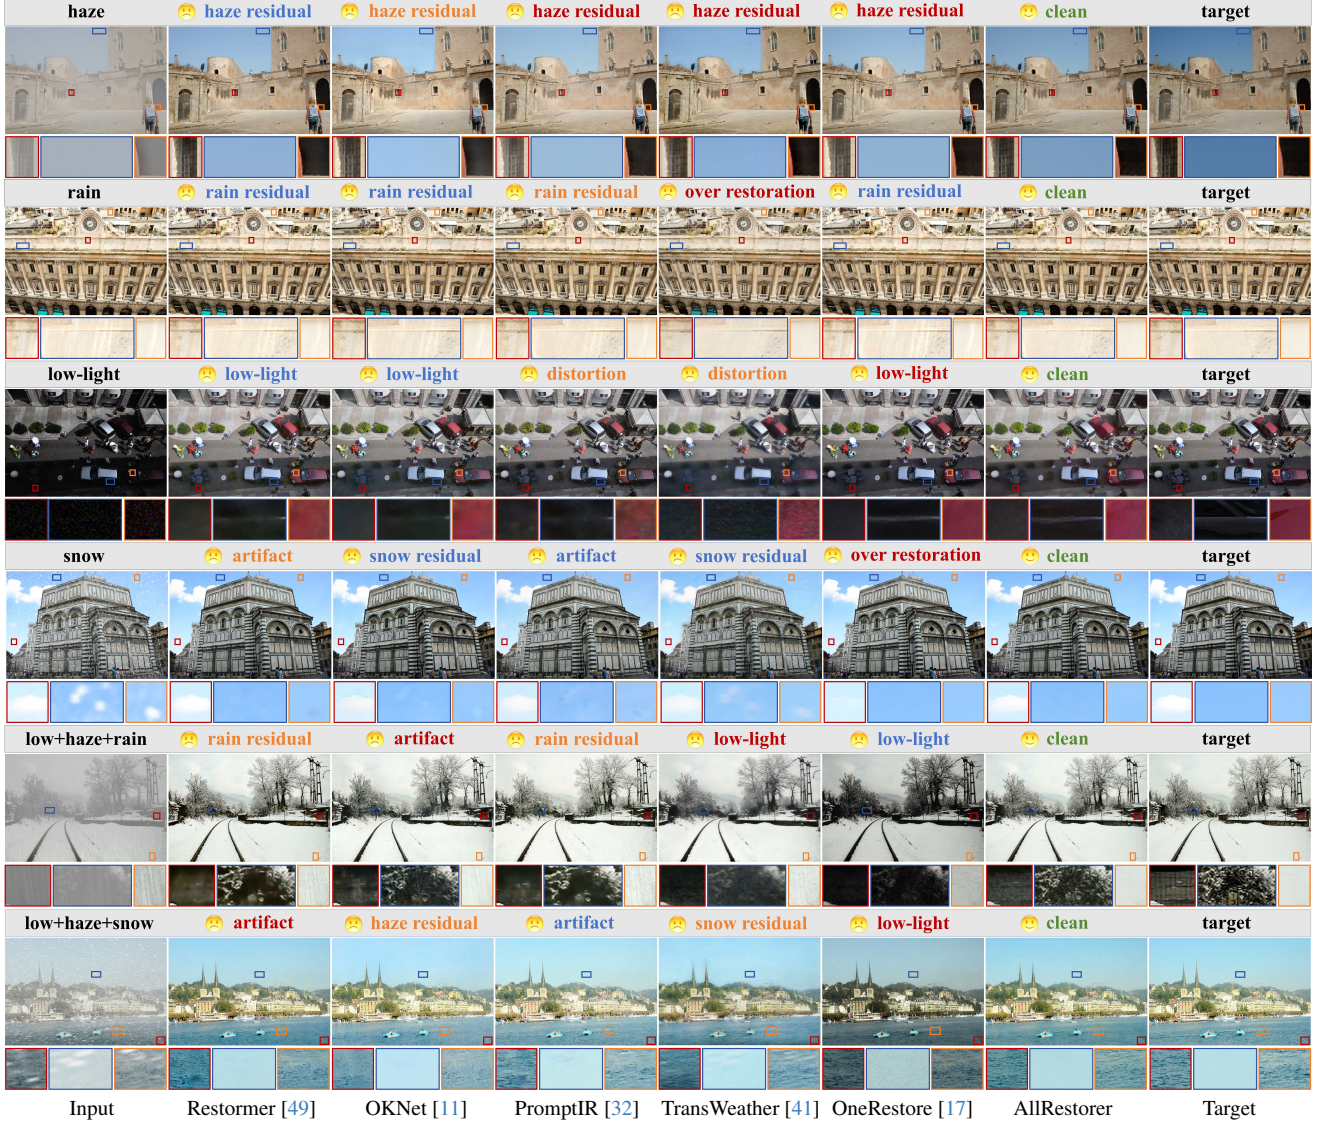 haze haze residual haze residual haze residual haze residual haze residual clean target
rain rain residual rain residual rain residual over restoration rain residual clean target
low-light low-light low-light distortion distortion low-light clean target
snow artifact snow residual artifact snow residual over restoration clean target
low+haze+rain rain residual artifact rain residual low-light low-light clean target
low+haze+snow artifact haze residual artifact snow residual low-light clean target
Input Restormer [49] OKNet [11] PromptIR [32] TransWeather [41] OneRestore [17] AllRestorer Target